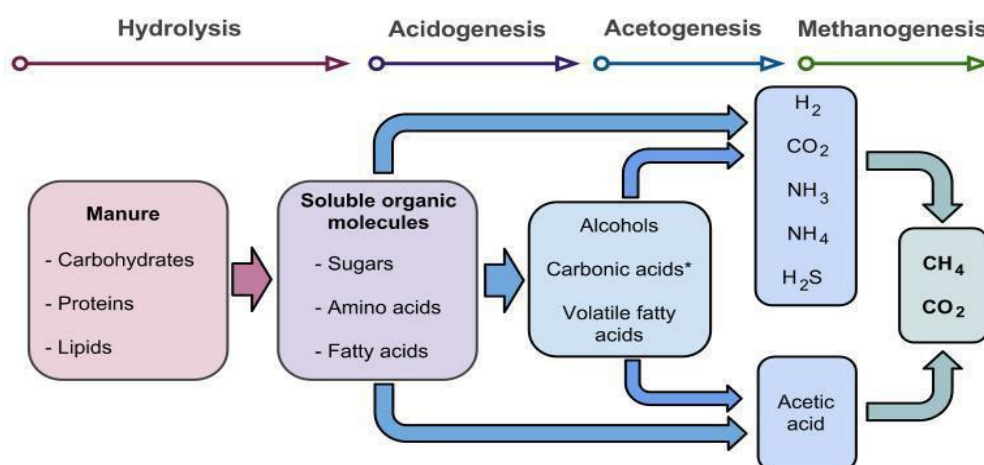 Hydrolysis
Acidogenesis
Acetogenesis
Methanogenesis
Manure
- Carbohydrates
- Proteins
- Lipids
Soluble organic
molecules
- Sugars
- Amino acids
- Fatty acids
Alcohols
Carbonic acids*
Volatile fatty
acids
H₂
CO₂
NH₃
NH₄
H₂S
Acetic
acid
CH₄
CO₂